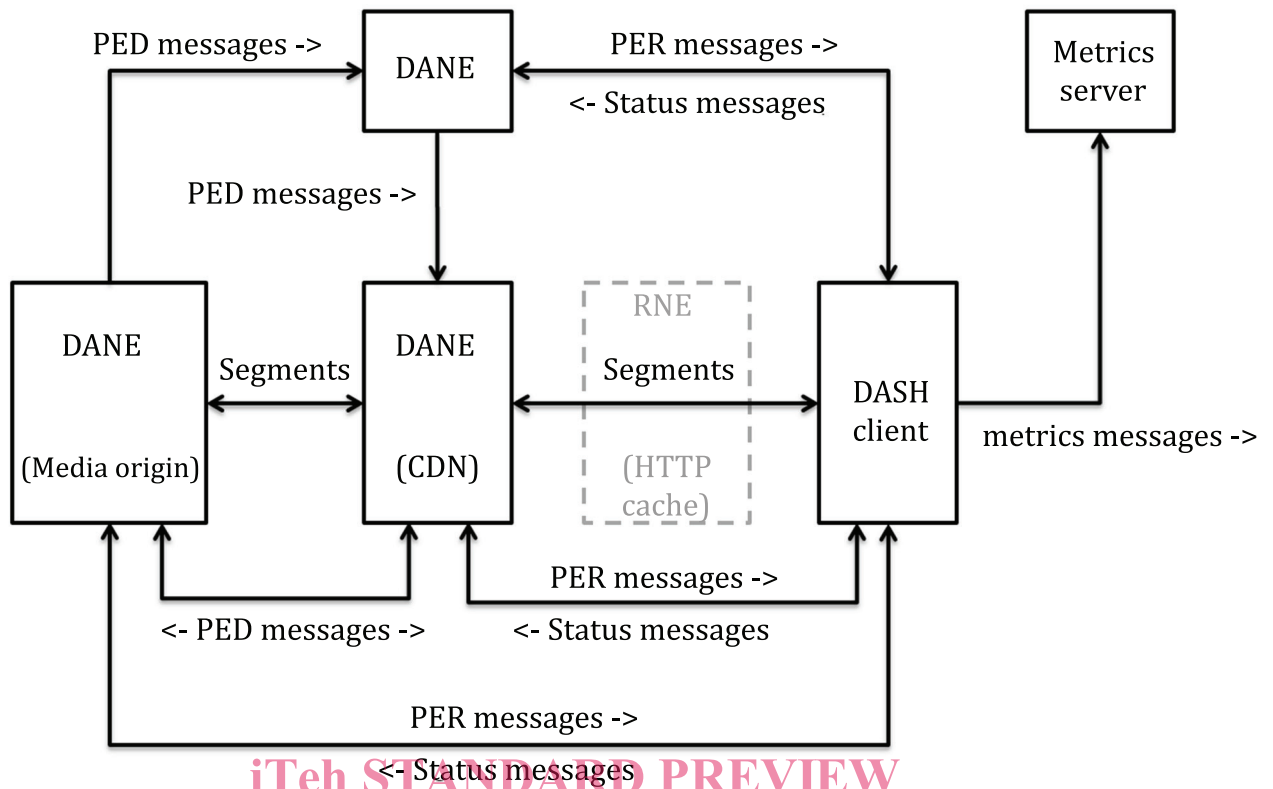 PED messages ->
DANE
PER messages ->
<- Status messages
Metrics
server
PED messages ->
DANE
(Media origin)
Segments
DANE
(CDN)
RNE
Segments
(HTTP
cache)
DASH
client
metrics messages ->
<- PED messages ->
PER messages ->
<- Status messages
PER messages ->
<- Status messages
iTeh STANDARD PREVIEW